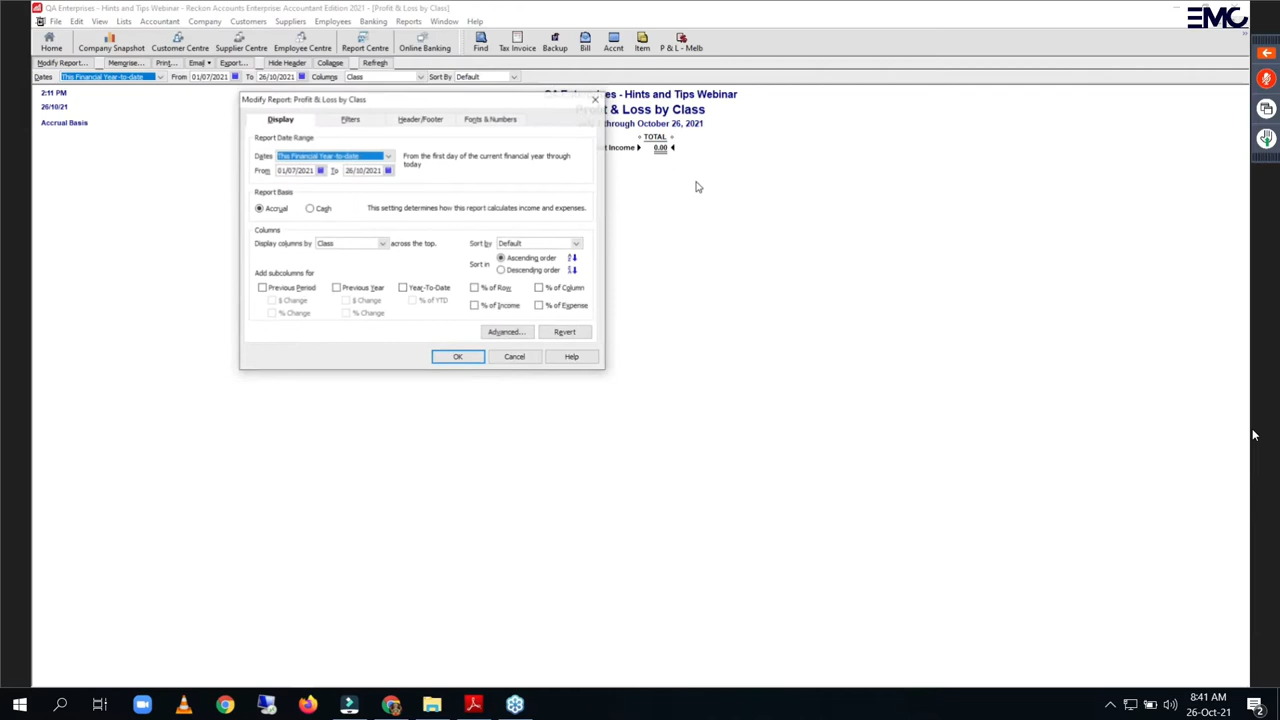 QA Enterprises - Hints and Tips Webinar - Reckon Accounts Enterprise: Accountant Edition 2021 - [Profit & Loss by Class]
EMC
File Edit View Lists Accountant Company Customers Suppliers Employees Banking Reports Window Help
Home Company Snapshot Customer Centre Supplier Centre Employee Centre Report Centre Online Banking Find Tax Invoice Backup Bill Accnt Item P & L - Melb
Modify Report... Memorise... Print... Email Export... Hide Header Collapse Refresh
Dates This Financial Year-to-date From 01/07/2021 To 26/10/2021 Columns Class Sort By Default
2:11 PM
26/10/21
Accrual Basis
es - Hints and Tips Webinar
t & Loss by Class
through October 26, 2021
TOTAL
et Income 0.00
Modify Report: Profit & Loss by Class
Display Filters Header/Footer Fonts & Numbers
Report Date Range
Dates This Financial Year-to-date From the first day of the current financial year through today
From 01/07/2021 To 26/10/2021
Report Basis
Accrual Cash This setting determines how this report calculates income and expenses.
Columns
Display columns by Class across the top. Sort by Default
Sort in Ascending order
Descending order
Add subcolumns for
Previous Period Previous Year Year-To-Date % of Row % of Column
$ Change $ Change % of YTD % of Income % of Expense
% Change % Change
Advanced... Revert
OK Cancel Help
8:41 AM
26-Oct-21
2